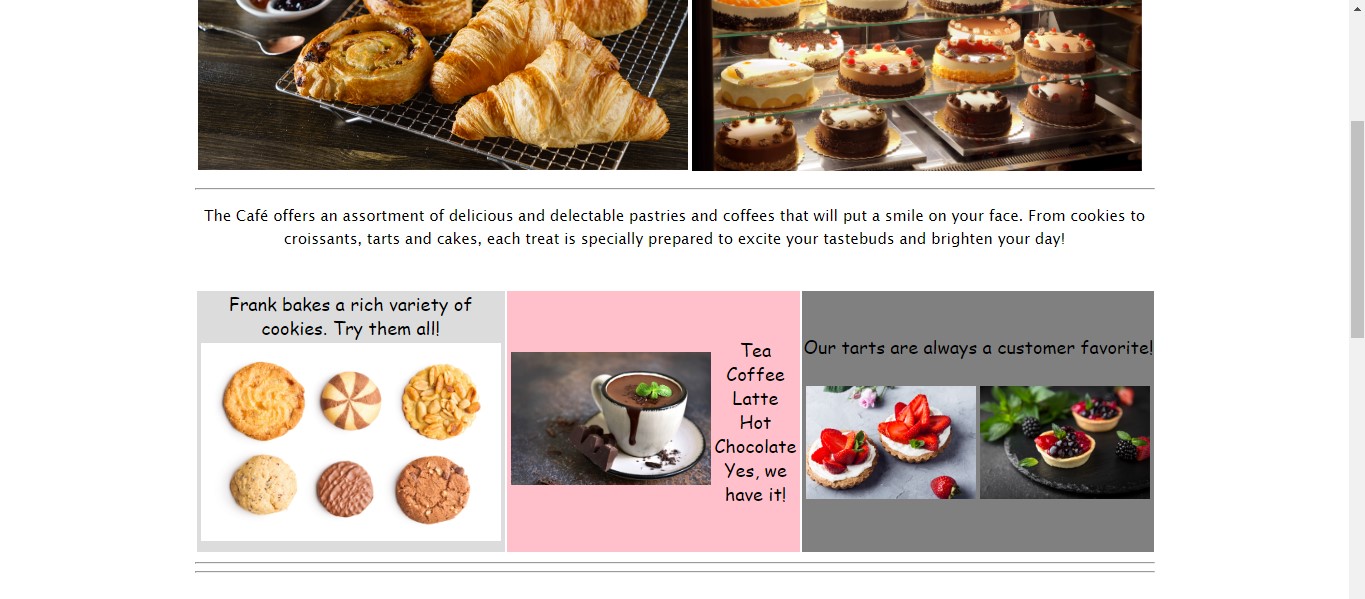 The Café offers an assortment of delicious and delectable pastries and coffees that will put a smile on your face. From cookies to
croissants, tarts and cakes, each treat is specially prepared to excite your tastebuds and brighten your day!
Frank bakes a rich variety of
cookies. Try them all!
Tea
Coffee
Latte
Hot
Chocolate
Yes, we
have it!
Our tarts are always a customer favorite!